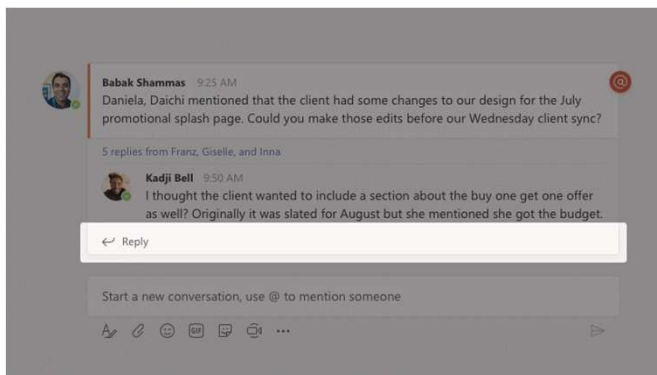 Babak Shammas 9:25 AM
Daniela, Daichi mentioned that the client had some changes to our design for the July
promotional splash page. Could you make those edits before our Wednesday client sync?
5 replies from Franz, Giselle, and Inna
Kadji Bell 9:50 AM
I thought the client wanted to include a section about the buy one get one offer
as well? Originally it was slated for August but she mentioned she got the budget.
Reply
Start a new conversation, use @ to mention someone
GIF